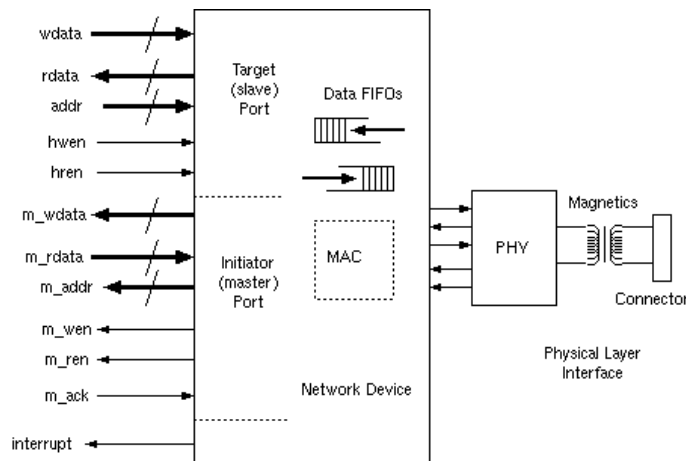 wdata
rdata
addr
hwen
hren
m_wdata
m_rdata
m_addr
m_wen
m_ren
m_ack
interrupt
Target
(slave)
Port
Initiator
(master)
Port
Data FIFOs
MAC
Network Device
PHY
Magnetics
Connector
Physical Layer
Interface